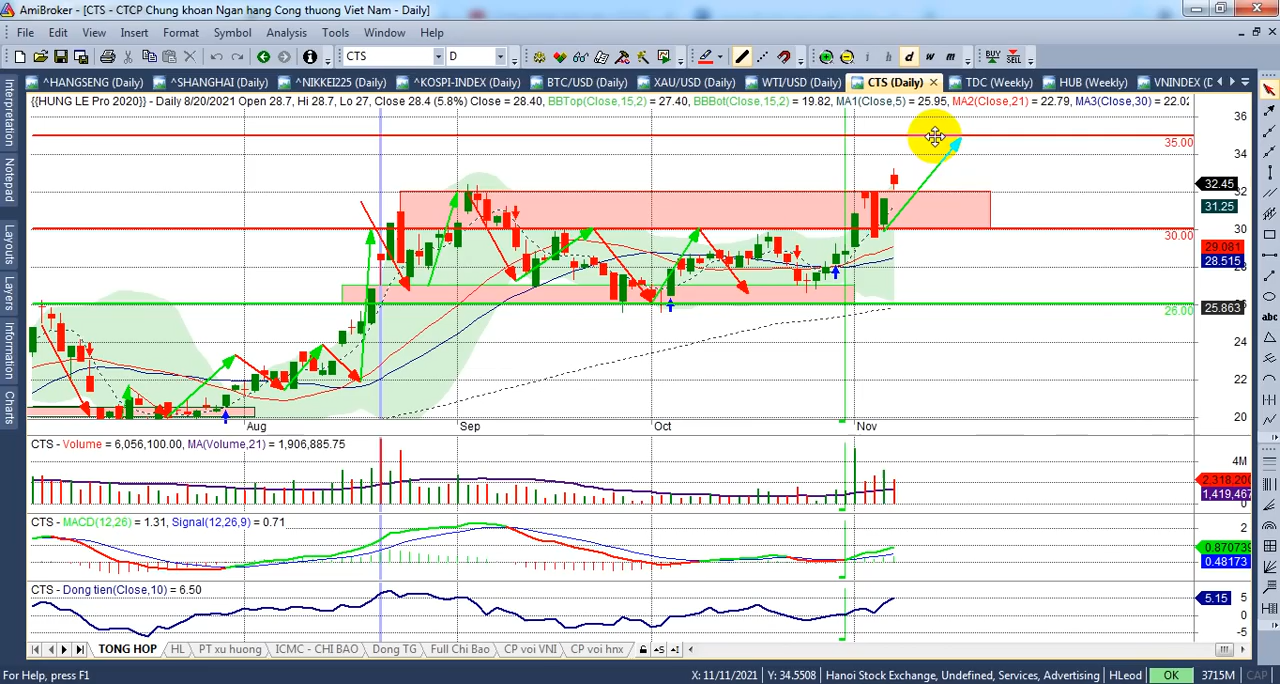 AmiBroker - [CTS - CTCP Chung khoan Ngan hang Cong thuong Viet Nam - Daily]
File Edit View Insert Format Symbol Analysis Tools Window Help
CTS D d w m BUY SELL
^HANGSENG (Daily) ^SHANGHAI (Daily) ^NIKKEI225 (Daily) ^KOSPI-INDEX (Daily) BTC/USD (Daily) XAU/USD (Daily) WTI/USD (Daily) CTS (Daily) TDC (Weekly) HUB (Weekly) VNINDEX (D
{{HUNG LE Pro 2020}} - Daily 8/20/2021 Open 28.7, Hi 28.7, Lo 27, Close 28.4 (5.8%) Close = 28.40, BBTop(Close,15,2) = 27.40, BBBot(Close,15,2) = 19.82, MA1(Close,5) = 25.95, MA2(Close,21) = 22.79, MA3(Close,30) = 22.02
Interpretation
Notepad
Layouts
Layers
Information
Charts
abc
36
35.00
34
32.45
32
31.25
30
30.00
29.081
28.515
28
26.00
25.863
24
22
20
Aug Sep Oct Nov
CTS - Volume = 6,056,100.00, MA(Volume,21) = 1,906,885.75
4M
2,318,200
1,419,467
0
CTS - MACD(12,26) = 1.31, Signal(12,26,9) = 0.71
2
0.870739
0.48173
CTS - Dong tien(Close,10) = 6.50
5
5.15
0
-5
TONG HOP HL PT xu huong ICMC - CHI BAO Dong TG Full Chi Bao CP voi VNI CP voi hnx
For Help, press F1 X: 11/11/2021 Y: 34.5508 Hanoi Stock Exchange, Undefined, Services, Advertising HLeod OK 3715M CAP